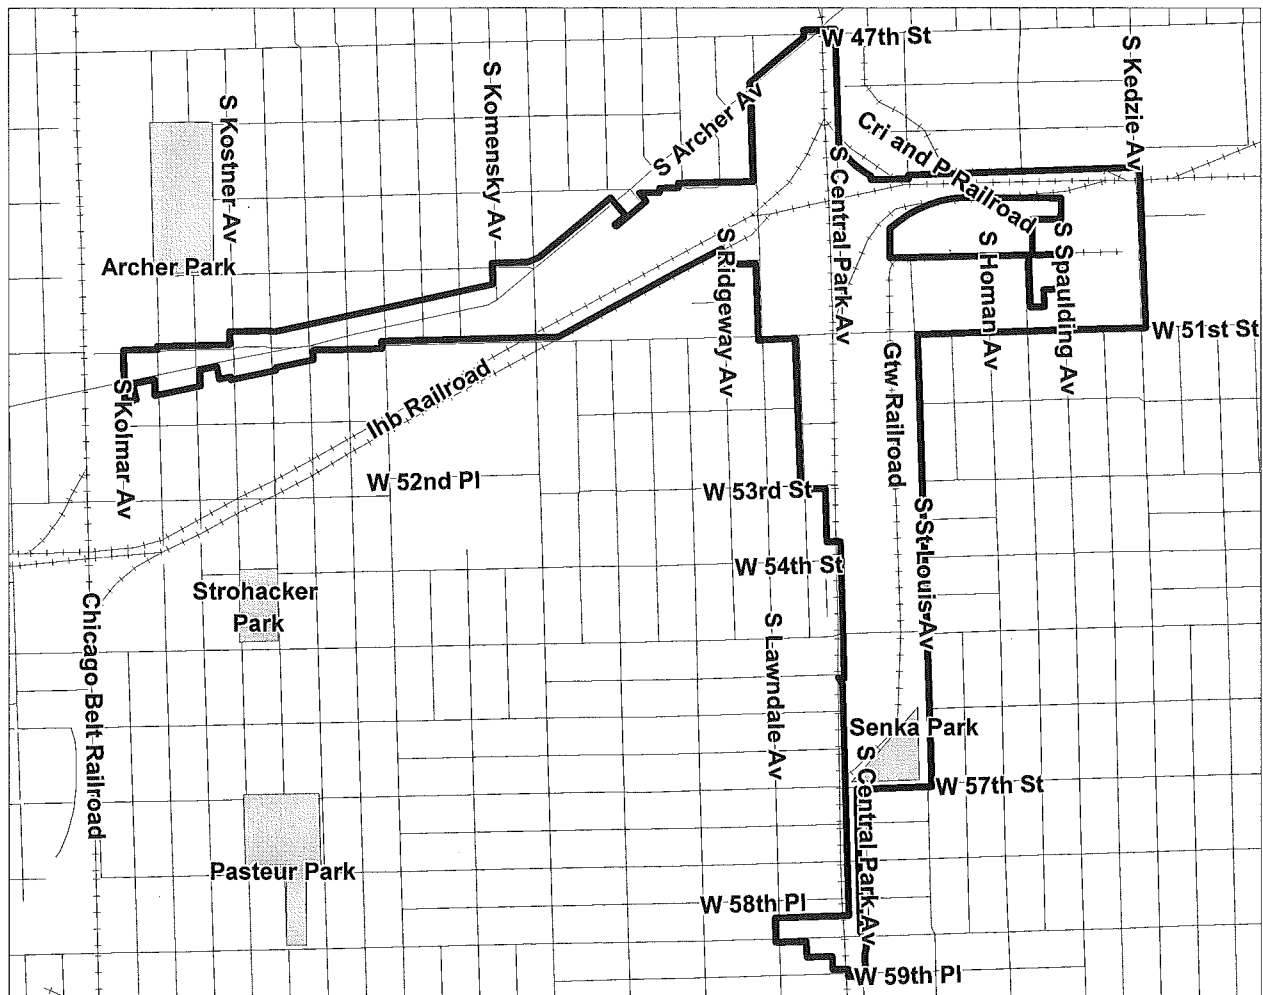 W 47th St
S Kedzie Av
S Komensky Av
S Kostner Av
S Archer Av
Cri and P Railroad
S Central Park Av
Archer Park
S Ridgeway Av
S Homan Av
S Spaulding Av
W 51st St
S Kolmar Av
Ihb Railroad
Gtw Railroad
W 52nd Pl
W 53rd St
S St Louis Av
W 54th St
Strohacker
Park
Chicago Belt Railroad
S Lawndale Av
Senka Park
S Central Park Av
W 57th St
Pasteur Park
W 58th Pl
W 59th Pl